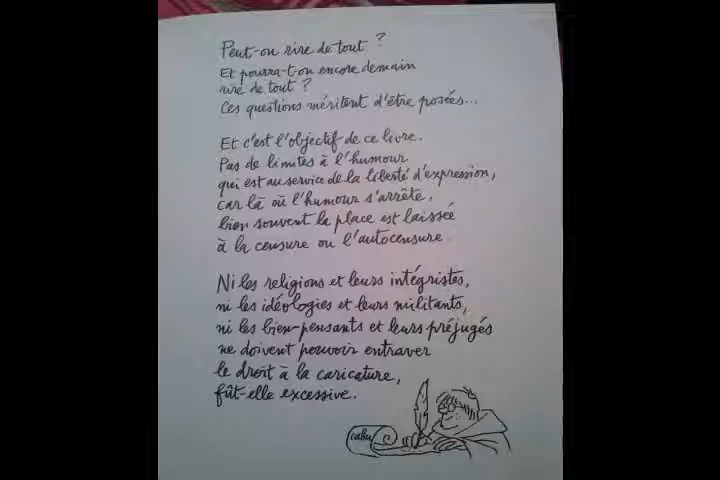 Peut-on rire de tout ?
Et pourra-t-on encore demain
rire de tout ?
Ces questions méritent d'être posées...
Et c'est l'objectif de ce livre.
Pas de limites à l'humour
qui est au service de la liberté d'expression,
car là où l'humour s'arrête,
bien souvent la place est laissée
à la censure ou l'autocensure.
Ni les religions et leurs intégristes,
ni les idéologies et leurs militants,
ni les bien-pensants et leurs préjugés
ne doivent pouvoir entraver
le droit à la caricature,
fût-elle excessive.
cabu